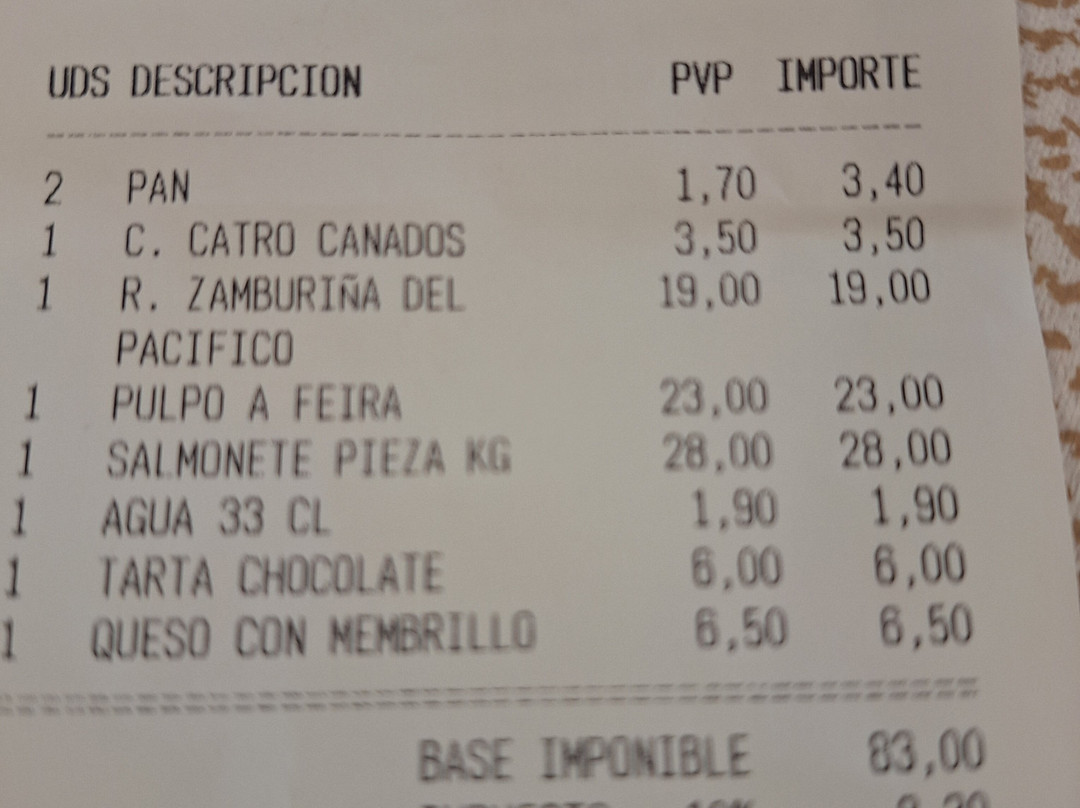 UDS DESCRIPCION PVP IMPORTE
2 PAN 1,70 3,40
1 C. CATRO CANADOS 3,50 3,50
1 R. ZAMBURIÑA DEL 19,00 19,00
PACIFICO
1 PULPO A FEIRA 23,00 23,00
1 SALMONETE PIEZA KG 28,00 28,00
1 AGUA 33 CL 1,90 1,90
1 TARTA CHOCOLATE 6,00 6,00
1 QUESO CON MEMBRILLO 6,50 6,50
BASE IMPONIBLE 83,00